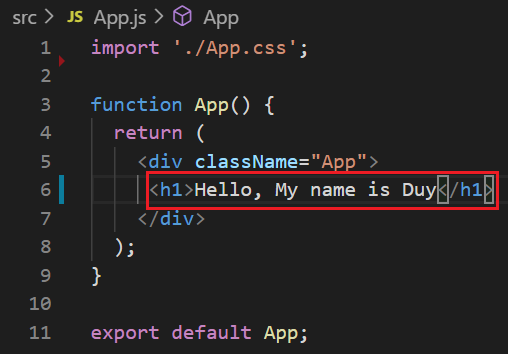 src > JS App.js > App
1 import './App.css';
2
3 function App() {
4   return (
5     <div className="App">
6       <h1>Hello, My name is Duy</h1>
7     </div>
8   );
9 }
10
11 export default App;